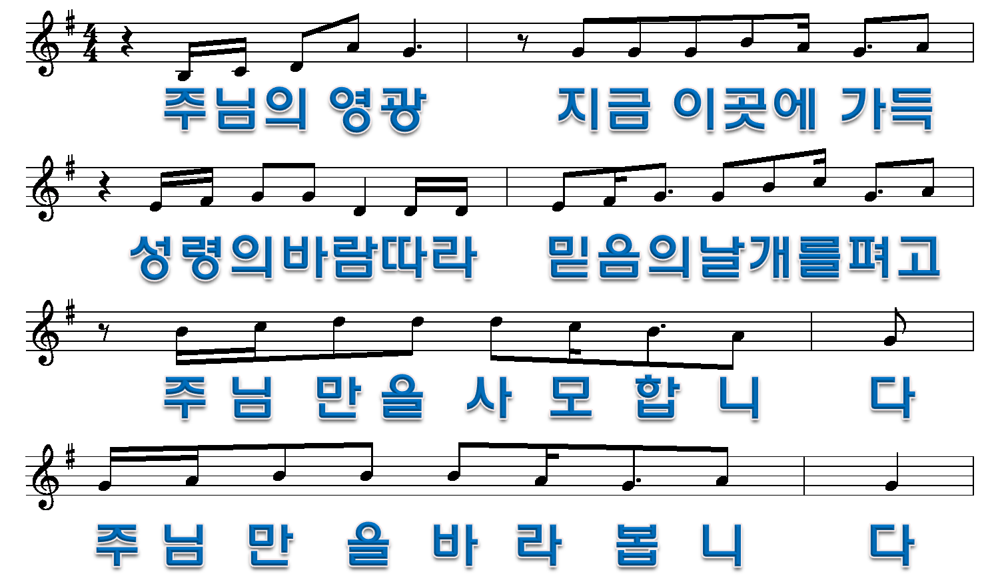 주님의 영광 지금 이곳에 가득
성령의바람따라 믿음의날개를펴고
주 님 만 을 사 모 합 니 다
주 님 만 을 바 라 봅 니 다